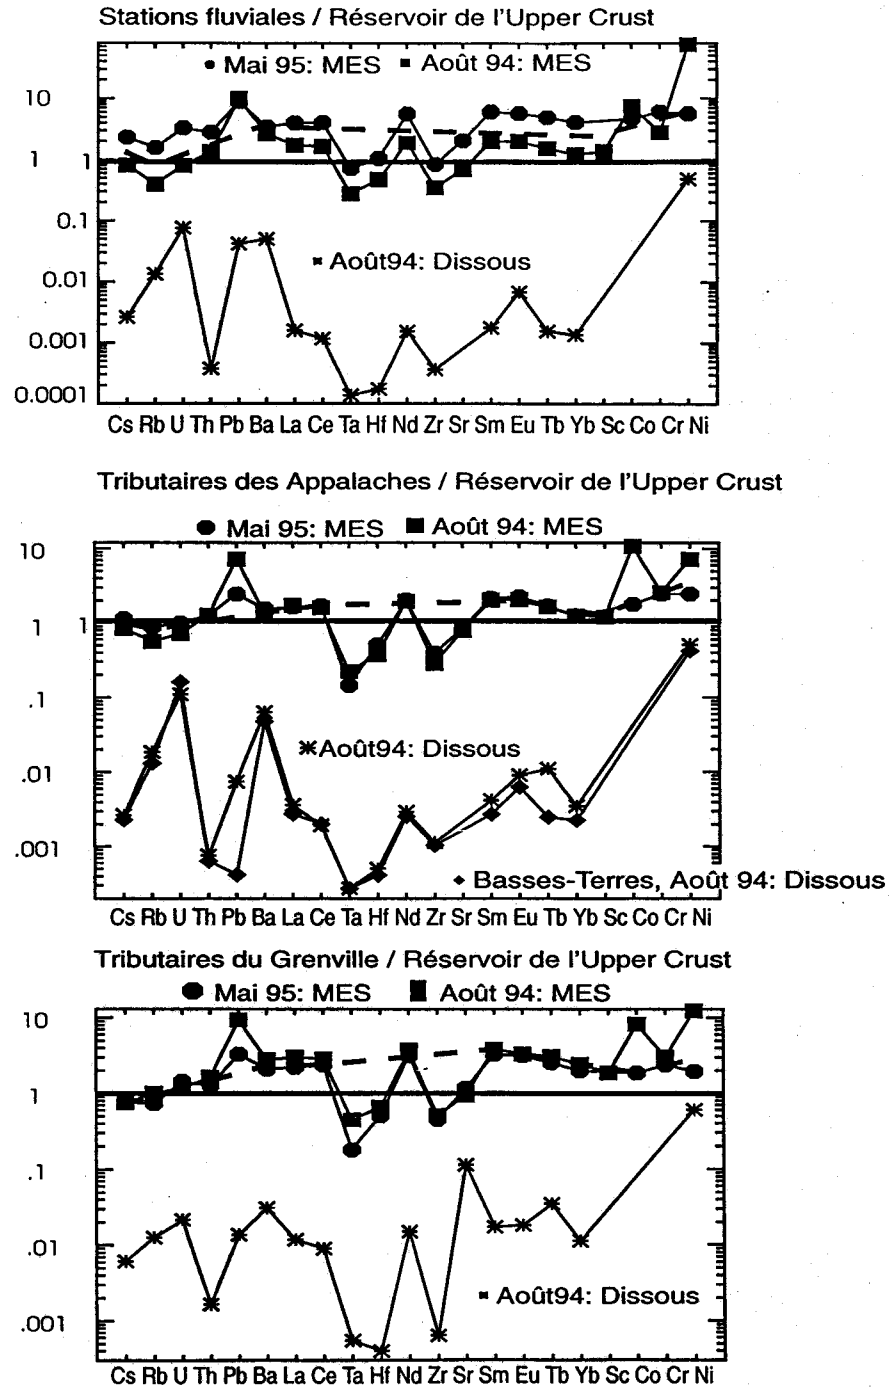 Stations fluviales / Réservoir de l'Upper Crust
Mai 95: MES Août 94: MES
10
1 1
0.1
Août94: Dissous
0.01
0.001
0.0001
Cs Rb U Th Pb Ba La Ce Ta Hf Nd Zr Sr Sm Eu Tb Yb Sc Co Cr Ni
Tributaires des Appalaches / Réservoir de l'Upper Crust
Mai 95: MES Août 94: MES
10
1 1
.1
Août94: Dissous
.01
.001
Basses-Terres, Août 94: Dissous
Cs Rb U Th Pb Ba La Ce Ta Hf Nd Zr Sr Sm Eu Tb Yb Sc Co Cr Ni
Tributaires du Grenville / Réservoir de l'Upper Crust
Mai 95: MES Août 94: MES
10
1
.1
.01
Août94: Dissous
.001
Cs Rb U Th Pb Ba La Ce Ta Hf Nd Zr Sr Sm Eu Tb Yb Sc Co Cr Ni